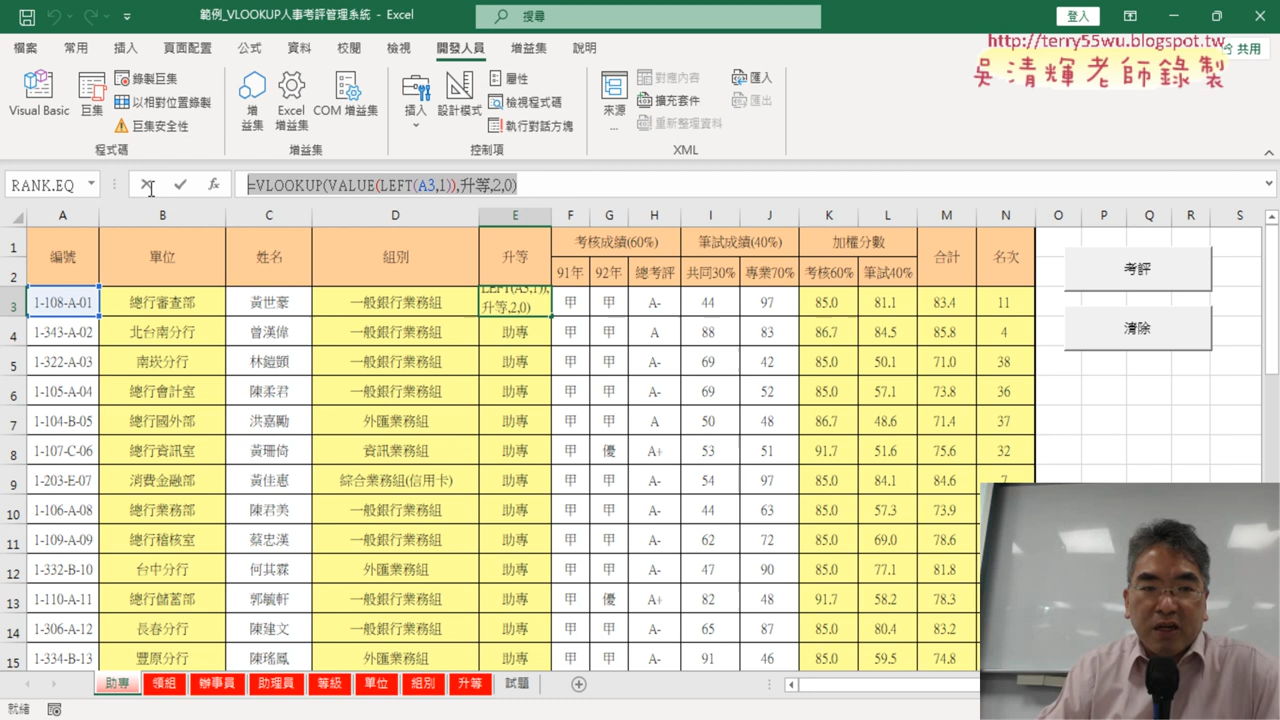 範例_VLOOKUP人事考評管理系統 - Excel
搜尋
登入
檔案 常用 插入 頁面配置 公式 資料 校閱 檢視 開發人員 增益集 說明
共用
http://terry55wu.blogspot.tw
吳清輝老師錄製
Visual Basic
巨集
錄製巨集
以相對位置錄製
巨集安全性
程式碼
增益集
Excel 增益集
COM 增益集
增益集
插入
設計模式
屬性
檢視程式碼
執行對話方塊
控制項
來源
...
對應內容
擴充套件
重新整理資料
匯入
匯出
XML
RANK.EQ
fx
=VLOOKUP(VALUE(LEFT(A3,1)),升等,2,0)
A B C D E F G H I J K L M N O P Q R S
1 編號 單位 姓名 組別 升等 考核成績(60%) 筆試成績(40%) 加權分數 合計 名次
2 91年 92年 總考評 共同30% 專業70% 考核60% 筆試40%
考評
清除
3 1-108-A-01 總行審查部 黃世豪 一般銀行業務組 LEFT(A3,1)),升等,2,0) 甲 甲 A- 44 97 85.0 81.1 83.4 11
4 1-343-A-02 北台南分行 曾漢偉 一般銀行業務組 助專 甲 甲 A 88 83 86.7 84.5 85.8 4
5 1-322-A-03 南崁分行 林鎧顗 一般銀行業務組 助專 甲 甲 A- 69 42 85.0 50.1 71.0 38
6 1-105-A-04 總行會計室 陳柔君 一般銀行業務組 助專 甲 甲 A- 69 52 85.0 57.1 73.8 36
7 1-104-B-05 總行國外部 洪嘉勵 外匯業務組 助專 甲 甲 A 50 48 86.7 48.6 71.4 37
8 1-107-C-06 總行資訊室 黃珊倚 資訊業務組 助專 甲 優 A+ 53 51 91.7 51.6 75.6 32
9 1-203-E-07 消費金融部 黃佳惠 綜合業務組(信用卡) 助專 甲 甲 A- 54 97 85.0 84.1 84.6 7
10 1-106-A-08 總行業務部 陳君美 一般銀行業務組 助專 甲 甲 A- 44 63 85.0 57.3 73.9
11 1-109-A-09 總行稽核室 蔡忠漢 一般銀行業務組 助專 甲 甲 A- 62 72 85.0 69.0 78.6
12 1-332-B-10 台中分行 何其霖 外匯業務組 助專 甲 甲 A- 47 90 85.0 77.1 81.8
13 1-110-A-11 總行儲蓄部 郭毓軒 一般銀行業務組 助專 甲 優 A+ 82 48 91.7 58.2 78.3
14 1-306-A-12 長春分行 陳建文 一般銀行業務組 助專 甲 甲 A- 65 87 85.0 80.4 83.2
15 1-334-B-13 豐原分行 陳瑤鳳 外匯業務組 助專 甲 甲 A- 91 46 85.0 59.5 74.8
助專 領組 辦事員 助理員 等級 單位 組別 升等 試題
就緒